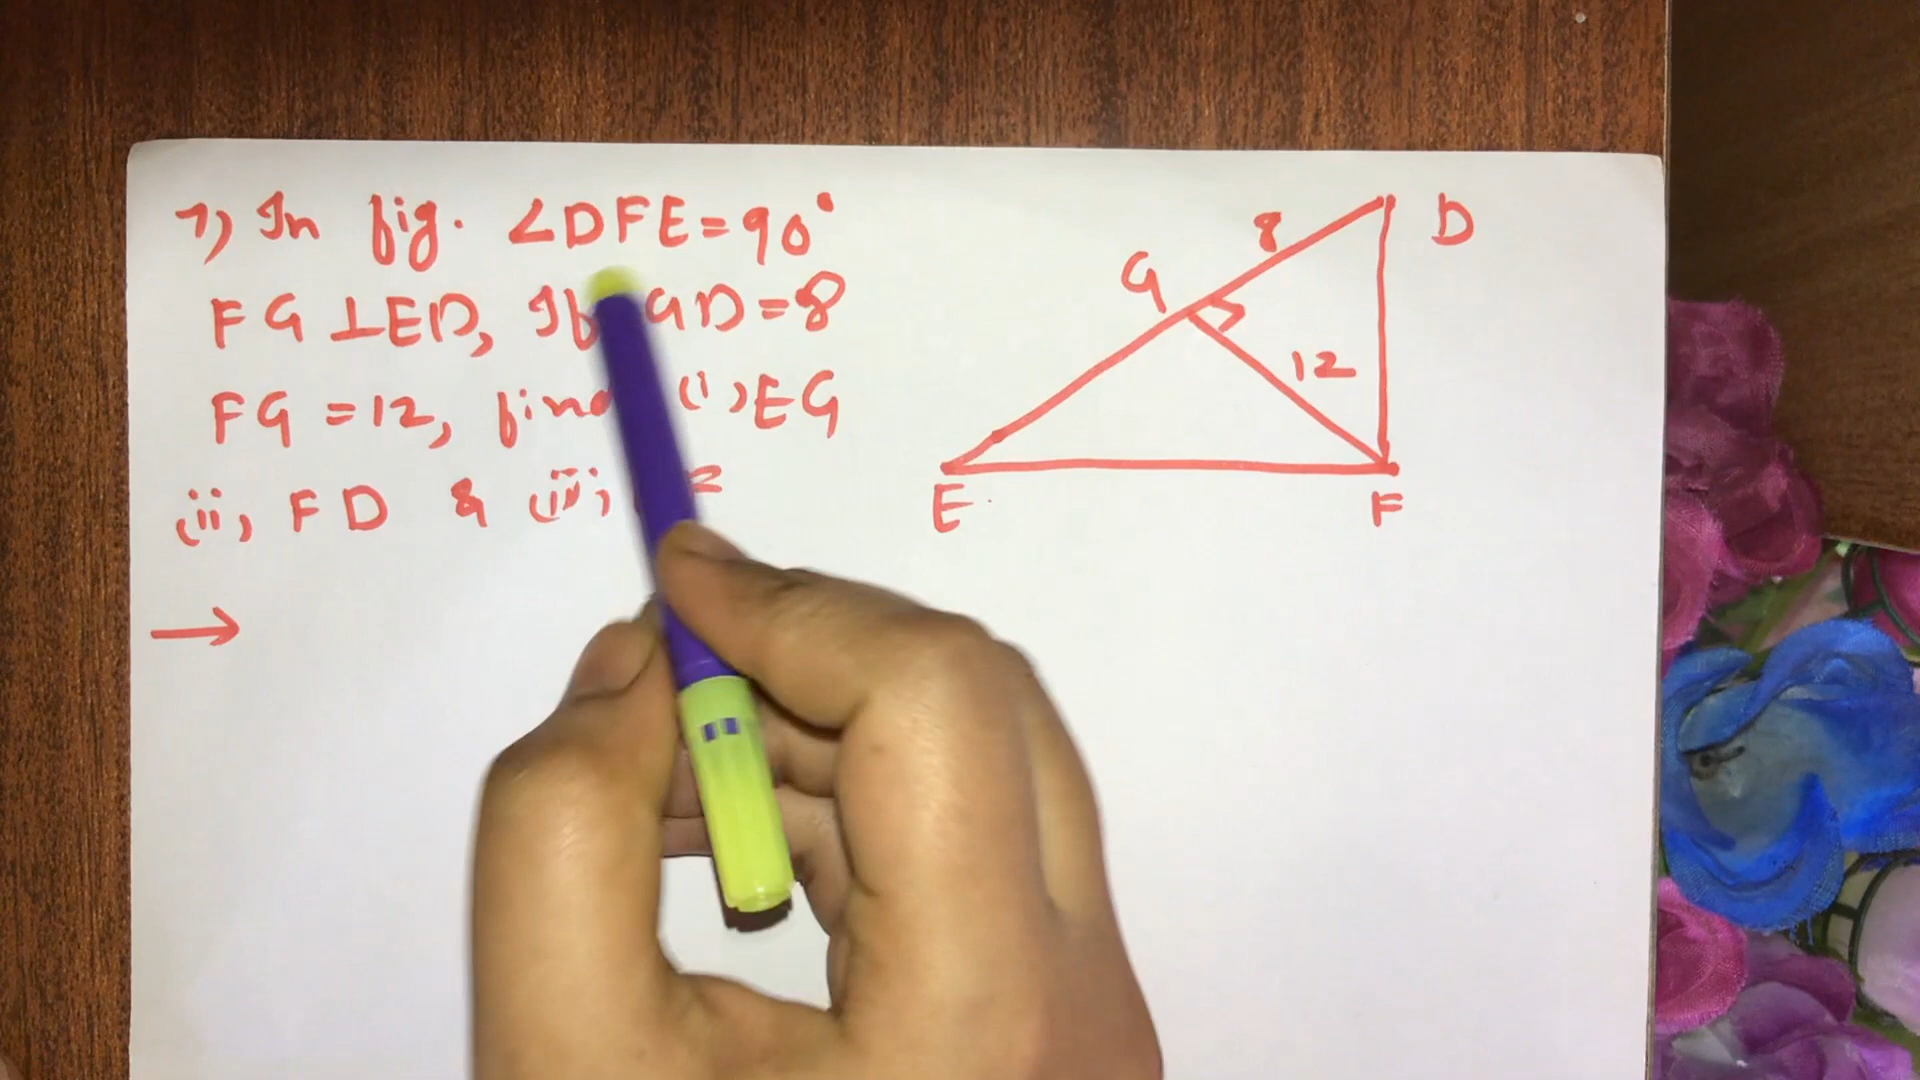 7) In fig. ∠DFE=90°
FG ⊥ED, If GD=8
FG =12, find (i) EG
(ii) FD & (iii)
→
D
8
G
12
E
F